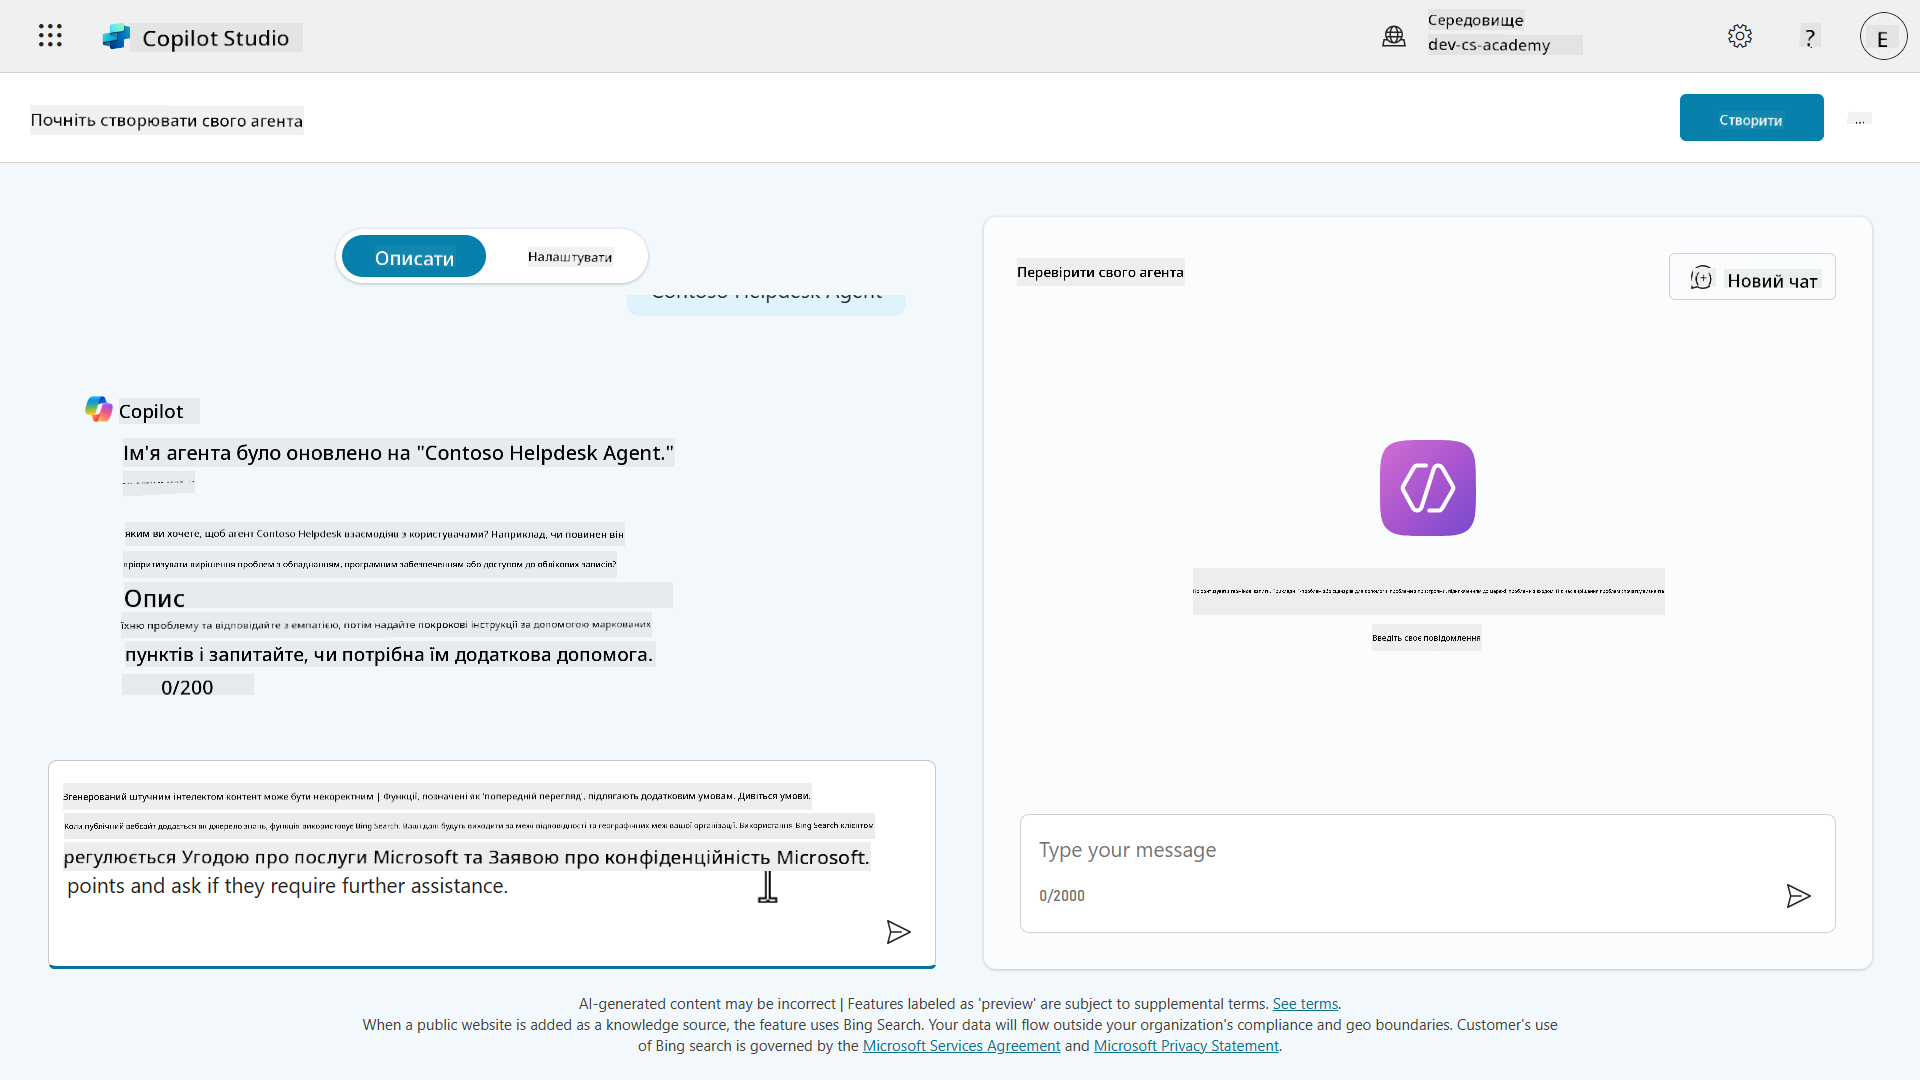 Copilot Studio
Середовище
dev-cs-academy
?
E
Почніть створювати свого агента
Створити
...
Описати
Налаштувати
Contoso Helpdesk Agent
Перевірити свого агента
Новий чат
Copilot
Ім'я агента було оновлено на "Contoso Helpdesk Agent."
яким ви хочете, щоб агент Contoso Helpdesk взаємодіяв з користувачами? Наприклад, чи повинен він
пріоритизувати вирішення проблем з обладнанням, програмним забезпеченням або доступом до облікових записів?
Опис
їхню проблему та відповідайте з емпатією, потім надайте покрокові інструкції за допомогою маркованих
пунктів і запитайте, чи потрібна їм додаткова допомога.
0/200
Введіть своє повідомлення
Згенерований штучним інтелектом контент може бути некоректним | Функції, позначені як 'попередній перегляд', підлягають додатковим умовам. Дивіться умови.
Коли публічний вебсайт додається як джерело знань, функція використовує Bing Search. Ваші дані будуть виходити за межі відповідності та географічних меж вашої організації. Використання Bing Search клієнтом
регулюється Угодою про послуги Microsoft та Заявою про конфіденційність Microsoft.
points and ask if they require further assistance.
Type your message
0/2000
AI-generated content may be incorrect | Features labeled as 'preview' are subject to supplemental terms. See terms.
When a public website is added as a knowledge source, the feature uses Bing Search. Your data will flow outside your organization's compliance and geo boundaries. Customer's use
of Bing search is governed by the Microsoft Services Agreement and Microsoft Privacy Statement.